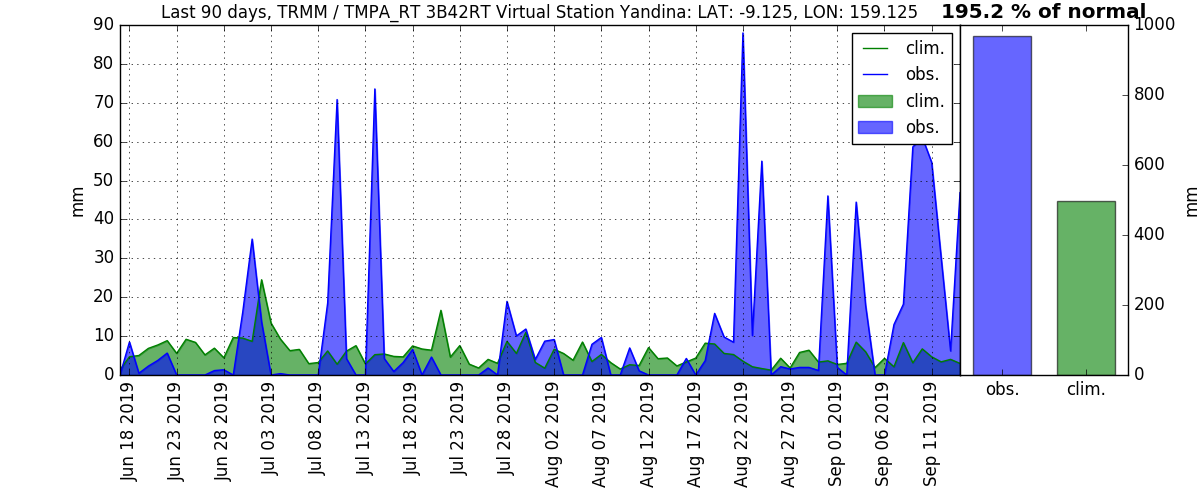 Last 90 days, TRMM / TMPA_RT 3B42RT Virtual Station Yandina: LAT: -9.125, LON: 159.125
195.2 % of normal
90
80
70
60
50
40
30
20
10
0
mm
clim.
obs.
clim.
obs.
Jun 18 2019
Jun 23 2019
Jun 28 2019
Jul 03 2019
Jul 08 2019
Jul 13 2019
Jul 18 2019
Jul 23 2019
Jul 28 2019
Aug 02 2019
Aug 07 2019
Aug 12 2019
Aug 17 2019
Aug 22 2019
Aug 27 2019
Sep 01 2019
Sep 06 2019
Sep 11 2019
1000
800
600
400
200
0
mm
obs.
clim.